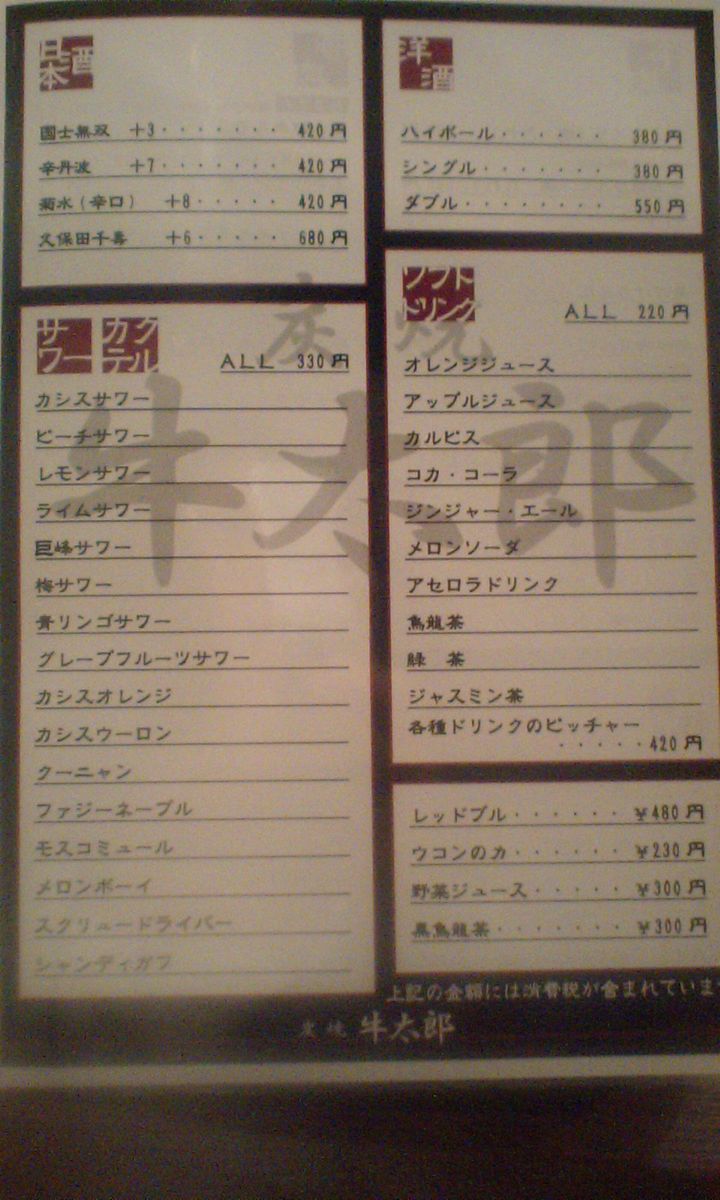 日本酒
國士無双 +3・・・・・・・ 420円
辛丹波 +7・・・・・・・ 420円
菊水(辛口) +8・・・・・ 420円
久保田千壽 +6・・・・・ 680円
サワー カクテル
ALL 330円
カシスサワー
ピーチサワー
レモンサワー
ライムサワー
巨峰サワー
梅サワー
青リンゴサワー
グレープフルーツサワー
カシスオレンジ
カシスウーロン
クーニャン
ファジーネーブル
モスコミュール
メロンボーイ
スクリュードライバー
シャンディガフ
洋酒
ハイボール・・・・・・ 380円
シングル・・・・・・・ 380円
ダブル・・・・・・・・ 550円
ソフトドリンク
ALL 220円
オレンジジュース
アップルジュース
カルピス
コカ・コーラ
ジンジャー・エール
メロンソーダ
アセロラドリンク
烏龍茶
緑 茶
ジャスミン茶
各種ドリンクのピッチャー
・・・・・420円
レッドブル・・・・・・ ¥480円
ウコンの力・・・・・・ ¥230円
野菜ジュース・・・・・ ¥300円
黒烏龍茶・・・・・・・ ¥300円
上記の金額には消費税が含まれていま
炭焼 牛太郎
炭焼 牛太郎